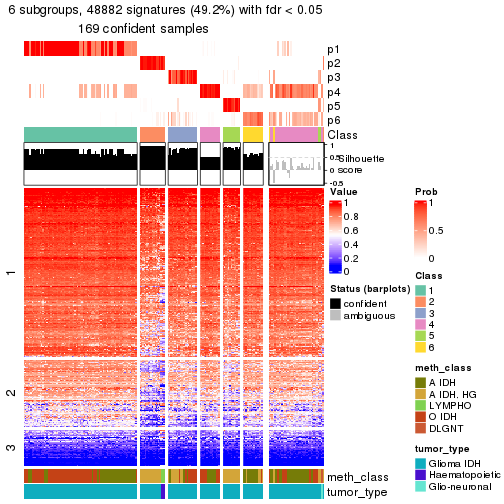 6 subgroups, 48882 signatures (49.2%) with fdr < 0.05
169 confident samples
p1
p2
p3
p4
p5
p6
Class
1
0.5
0
-0.5
Silhouette
score
1
2
3
Value
1
0.8
0.6
0.4
0.2
0
Prob
1
0.5
0
Status (barplots)
confident
ambiguous
Class
1
2
3
4
5
6
meth_class
A IDH
A IDH, HG
LYMPHO
O IDH
DLGNT
tumor_type
Glioma IDH
Haematopoietic
Glio-neuronal
meth_class
tumor_type